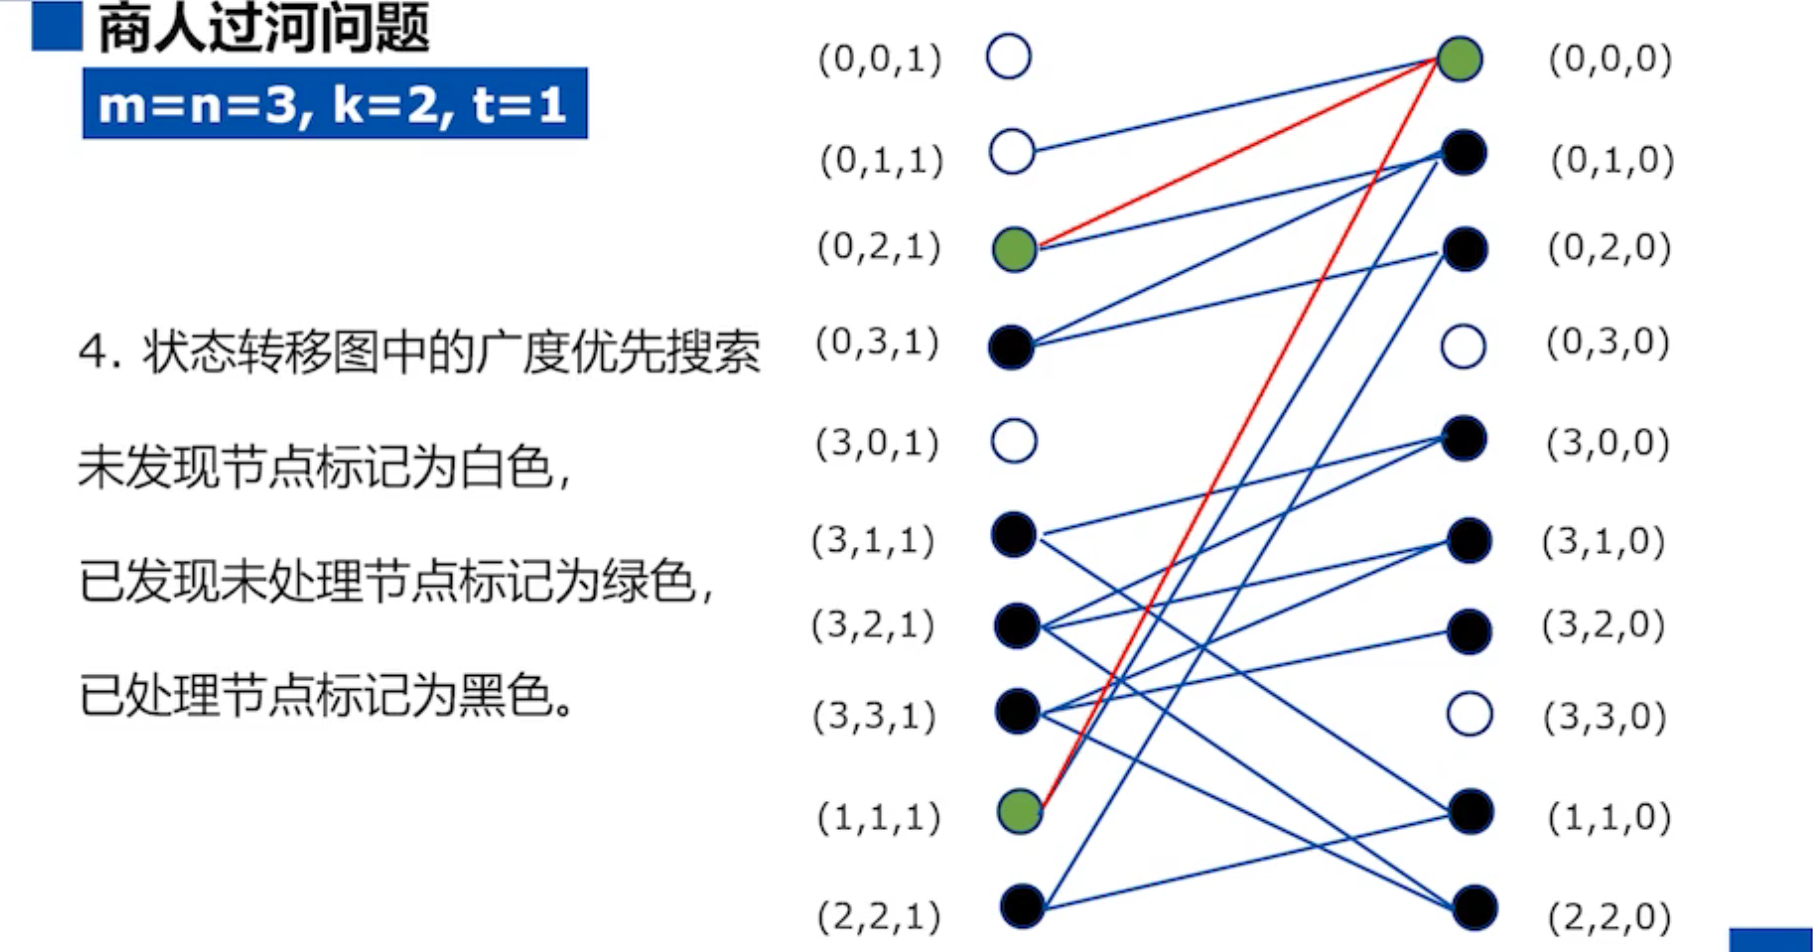 商人过河问题
m=n=3, k=2, t=1
4. 状态转移图中的广度优先搜索
未发现节点标记为白色，
已发现未处理节点标记为绿色，
已处理节点标记为黑色。
(0,0,1) (0,0,0)
(0,1,1) (0,1,0)
(0,2,1) (0,2,0)
(0,3,1) (0,3,0)
(3,0,1) (3,0,0)
(3,1,1) (3,1,0)
(3,2,1) (3,2,0)
(3,3,1) (3,3,0)
(1,1,1) (1,1,0)
(2,2,1) (2,2,0)